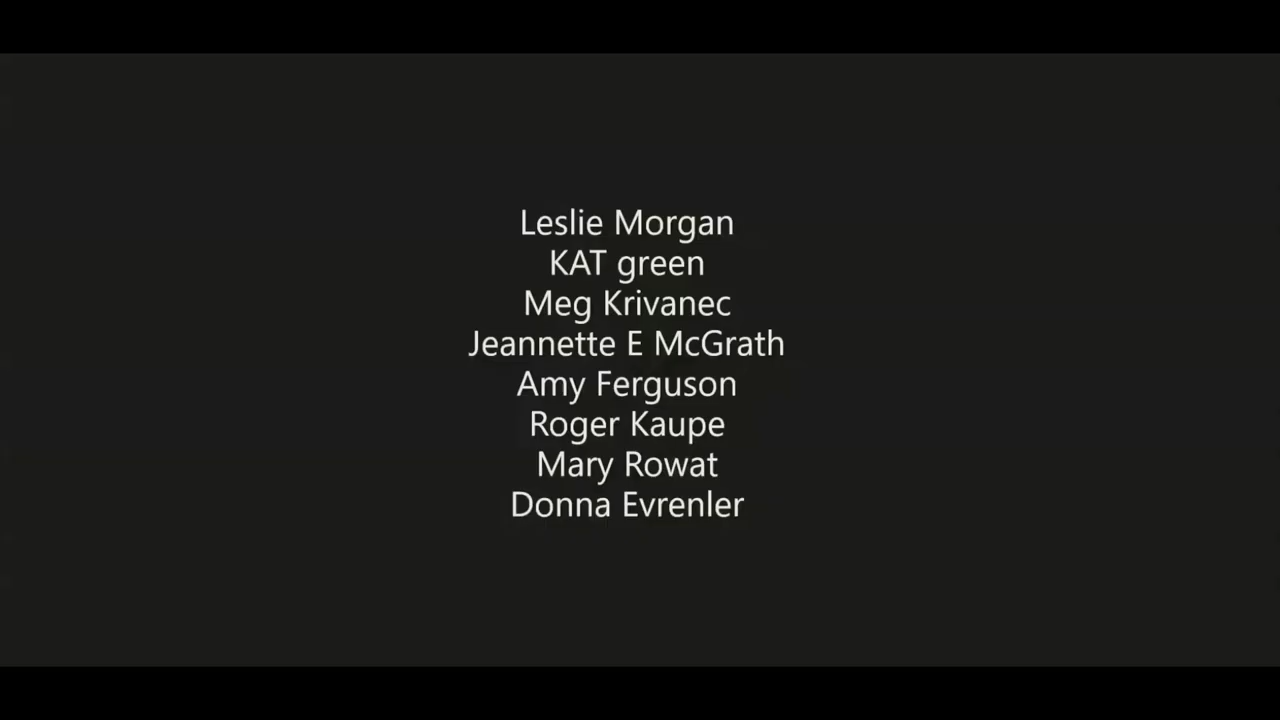 Leslie Morgan
KAT green
Meg Krivanec
Jeannette E McGrath
Amy Ferguson
Roger Kaupe
Mary Rowat
Donna Evrenler